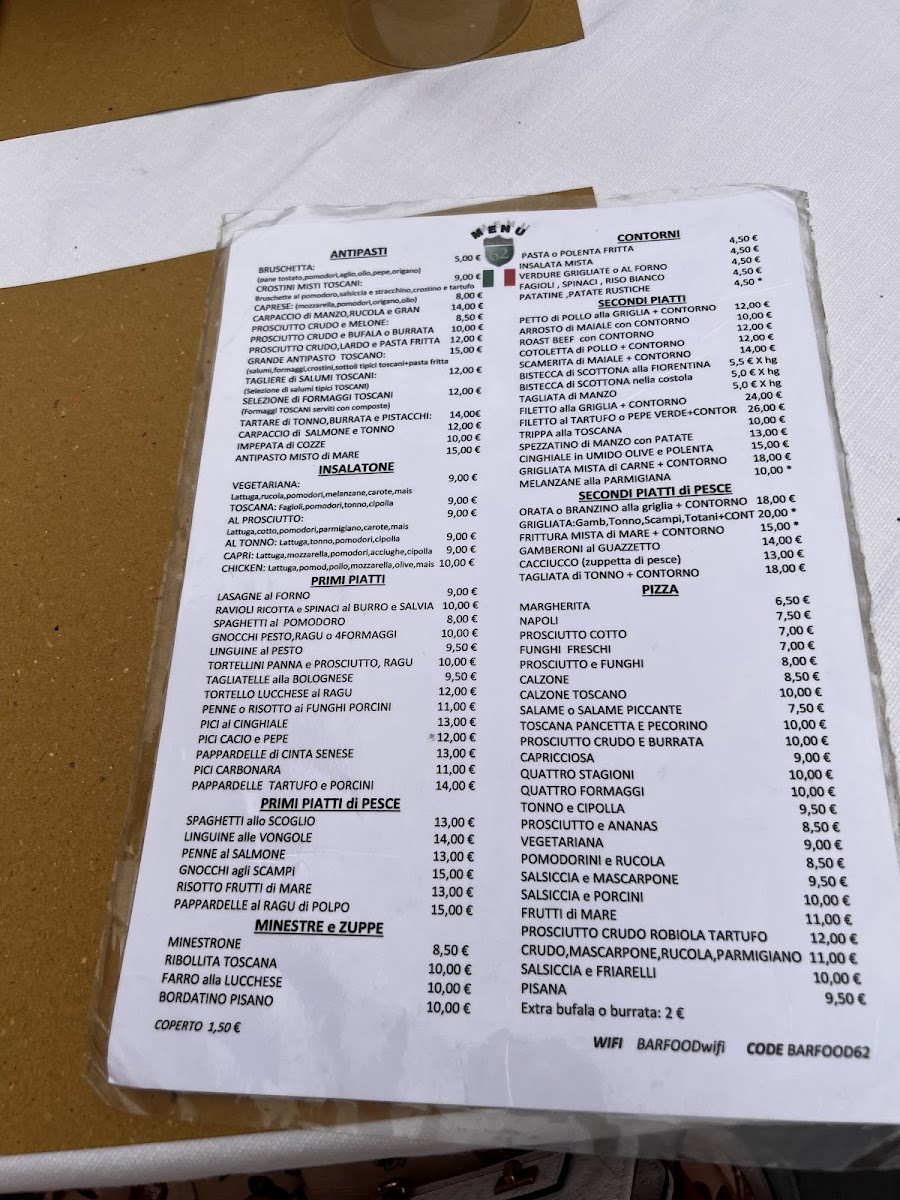 MENU
62
ANTIPASTI
BRUSCHETTA: 5,00 €
(pane tostato,pomodori,aglio,olio,pepe,origano)
CROSTINI MISTI TOSCANI: 9,00 €
Bruschette al pomodoro,salsiccia e stracchino,crostino e tartufo
CAPRESE: (mozzarella,pomodori,origano,olio) 8,00 €
CARPACCIO di MANZO,RUCOLA e GRAN 14,00 €
PROSCIUTTO CRUDO e MELONE: 8,50 €
PROSCIUTTO CRUDO e BUFALA o BURRATA 10,00 €
PROSCIUTTO CRUDO,LARDO e PASTA FRITTA 12,00 €
GRANDE ANTIPASTO TOSCANO: 15,00 €
(salumi,formaggi,crostini,sottoli tipici toscani+pasta fritta
TAGLIERE di SALUMI TOSCANI: 12,00 €
(Selezione di salumi tipici TOSCANI)
SELEZIONE di FORMAGGI TOSCANI 12,00 €
(Formaggi TOSCANI serviti con composte)
TARTARE di TONNO,BURRATA e PISTACCHI: 14,00€
CARPACCIO di SALMONE e TONNO 12,00 €
IMPEPATA di COZZE 10,00 €
ANTIPASTO MISTO di MARE 15,00 €
INSALATONE
VEGETARIANA: 9,00 €
Lattuga,rucola,pomodori,melanzane,carote,mais
TOSCANA: Fagioli,pomodori,tonno,cipolla 9,00 €
AL PROSCIUTTO: 9,00 €
Lattuga,cotto,pomodori,parmigiano,carote,mais
AL TONNO: Lattuga,tonno,pomodori,cipolla 9,00 €
CAPRI: Lattuga,mozzarella,pomodori,acciughe,cipolla 9,00 €
CHICKEN: Lattuga,pomod,pollo,mozzarella,olive,mais 10,00 €
PRIMI PIATTI
LASAGNE al FORNO 9,00 €
RAVIOLI RICOTTA e SPINACI al BURRO e SALVIA 10,00 €
SPAGHETTI al POMODORO 8,00 €
GNOCCHI PESTO,RAGU o 4FORMAGGI 10,00 €
LINGUINE al PESTO 9,50 €
TORTELLINI PANNA e PROSCIUTTO, RAGU 10,00 €
TAGLIATELLE alla BOLOGNESE 9,50 €
TORTELLO LUCCHESE al RAGU 12,00 €
PENNE o RISOTTO ai FUNGHI PORCINI 11,00 €
PICI al CINGHIALE 13,00 €
PICI CACIO e PEPE 12,00 €
PAPPARDELLE di CINTA SENESE 13,00 €
PICI CARBONARA 11,00 €
PAPPARDELLE TARTUFO e PORCINI 14,00 €
PRIMI PIATTI di PESCE
SPAGHETTI allo SCOGLIO 13,00 €
LINGUINE alle VONGOLE 14,00 €
PENNE al SALMONE 13,00 €
GNOCCHI agli SCAMPI 15,00 €
RISOTTO FRUTTI di MARE 13,00 €
PAPPARDELLE al RAGU di POLPO 15,00 €
MINESTRE e ZUPPE
MINESTRONE 8,50 €
RIBOLLITA TOSCANA 10,00 €
FARRO alla LUCCHESE 10,00 €
BORDATINO PISANO 10,00 €
COPERTO 1,50 €
CONTORNI
PASTA o POLENTA FRITTA 4,50 €
INSALATA MISTA 4,50 €
VERDURE GRIGLIATE o AL FORNO 4,50 €
FAGIOLI , SPINACI , RISO BIANCO 4,50 €
PATATINE ,PATATE RUSTICHE 4,50 *
SECONDI PIATTI
PETTO di POLLO alla GRIGLIA + CONTORNO 12,00 €
ARROSTO di MAIALE con CONTORNO 10,00 €
ROAST BEEF con CONTORNO 12,00 €
COTOLETTA di POLLO + CONTORNO 12,00 €
SCAMERITA di MAIALE + CONTORNO 14,00 €
BISTECCA di SCOTTONA alla FIORENTINA 5,5 € X hg
BISTECCA di SCOTTONA nella costola 5,0 € X hg
TAGLIATA di MANZO 5,0 € X hg
FILETTO alla GRIGLIA + CONTORNO 24,00 €
FILETTO al TARTUFO o PEPE VERDE+CONTOR 26,00 €
TRIPPA alla TOSCANA 10,00 €
SPEZZATINO di MANZO con PATATE 13,00 €
CINGHIALE in UMIDO OLIVE e POLENTA 15,00 €
GRIGLIATA MISTA di CARNE + CONTORNO 18,00 €
MELANZANE alla PARMIGIANA 10,00 *
SECONDI PIATTI di PESCE
ORATA o BRANZINO alla griglia + CONTORNO 18,00 €
GRIGLIATA:Gamb,Tonno,Scampi,Totani+CONT 20,00 *
FRITTURA MISTA di MARE + CONTORNO 15,00 *
GAMBERONI al GUAZZETTO 14,00 €
CACCIUCCO (zuppetta di pesce) 13,00 €
TAGLIATA di TONNO + CONTORNO 18,00 €
PIZZA
MARGHERITA 6,50 €
NAPOLI 7,50 €
PROSCIUTTO COTTO 7,00 €
FUNGHI FRESCHI 7,00 €
PROSCIUTTO e FUNGHI 8,00 €
CALZONE 8,50 €
CALZONE TOSCANO 10,00 €
SALAME o SALAME PICCANTE 7,50 €
TOSCANA PANCETTA E PECORINO 10,00 €
PROSCIUTTO CRUDO E BURRATA 10,00 €
CAPRICCIOSA 9,00 €
QUATTRO STAGIONI 10,00 €
QUATTRO FORMAGGI 10,00 €
TONNO e CIPOLLA 9,50 €
PROSCIUTTO e ANANAS 8,50 €
VEGETARIANA 9,00 €
POMODORINI e RUCOLA 8,50 €
SALSICCIA e MASCARPONE 9,50 €
SALSICCIA e PORCINI 10,00 €
FRUTTI di MARE 11,00 €
PROSCIUTTO CRUDO ROBIOLA TARTUFO 12,00 €
CRUDO,MASCARPONE,RUCOLA,PARMIGIANO 11,00 €
SALSICCIA e FRIARELLI 10,00 €
PISANA 9,50 €
Extra bufala o burrata: 2 €
WIFI BARFOODwifi CODE BARFOOD62